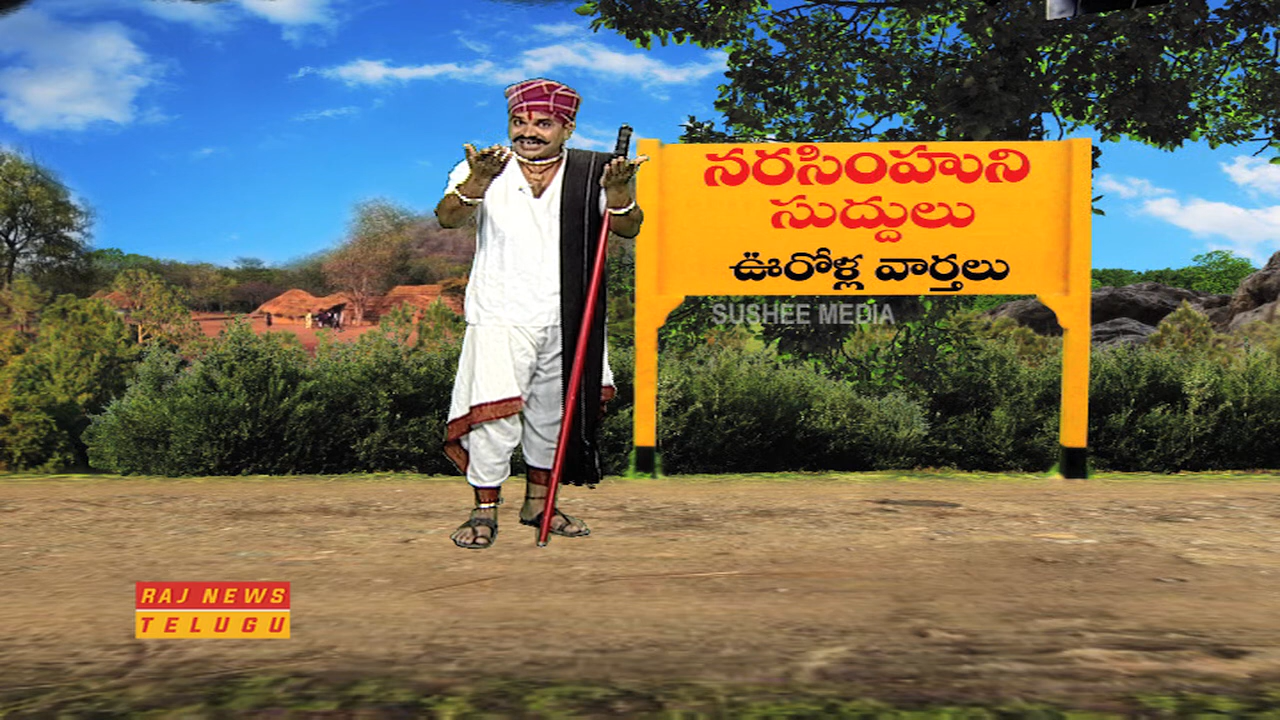 నరసింహుని
సుద్దులు
ఊరోళ్ల వార్తలు
SUSHEE MEDIA
RAJ NEWS
TELUGU